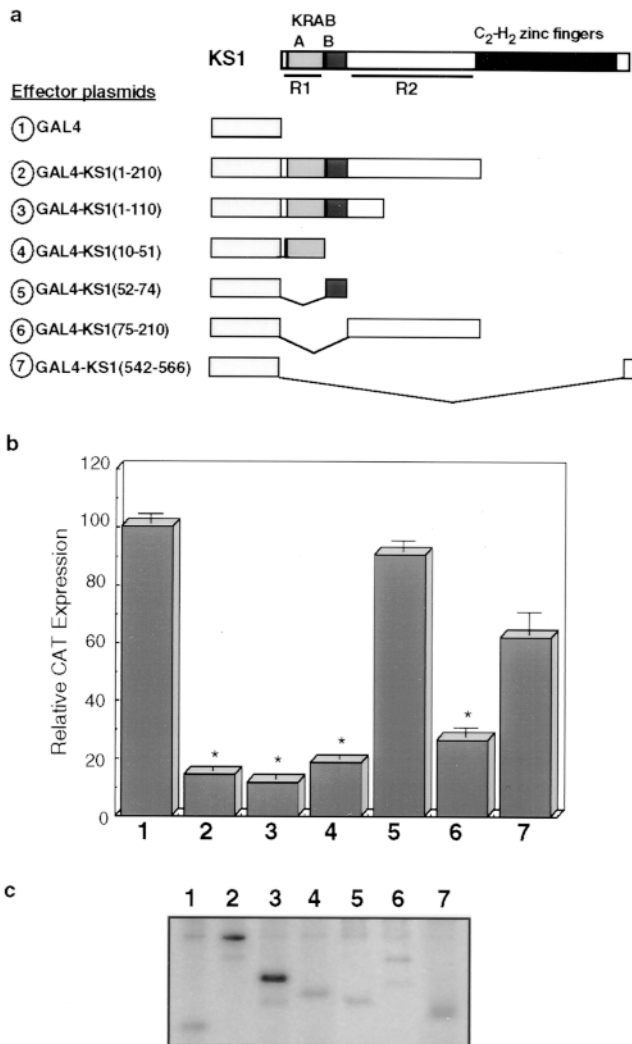 a
KRAB
A B
C2-H2 zinc fingers
KS1
R1 R2
Effector plasmids
1 GAL4
2 GAL4-KS1(1-210)
3 GAL4-KS1(1-110)
4 GAL4-KS1(10-51)
5 GAL4-KS1(52-74)
6 GAL4-KS1(75-210)
7 GAL4-KS1(542-566)
b
Relative CAT Expression
120
100
80
60
40
20
0
* * * *
1 2 3 4 5 6 7
c
1 2 3 4 5 6 7